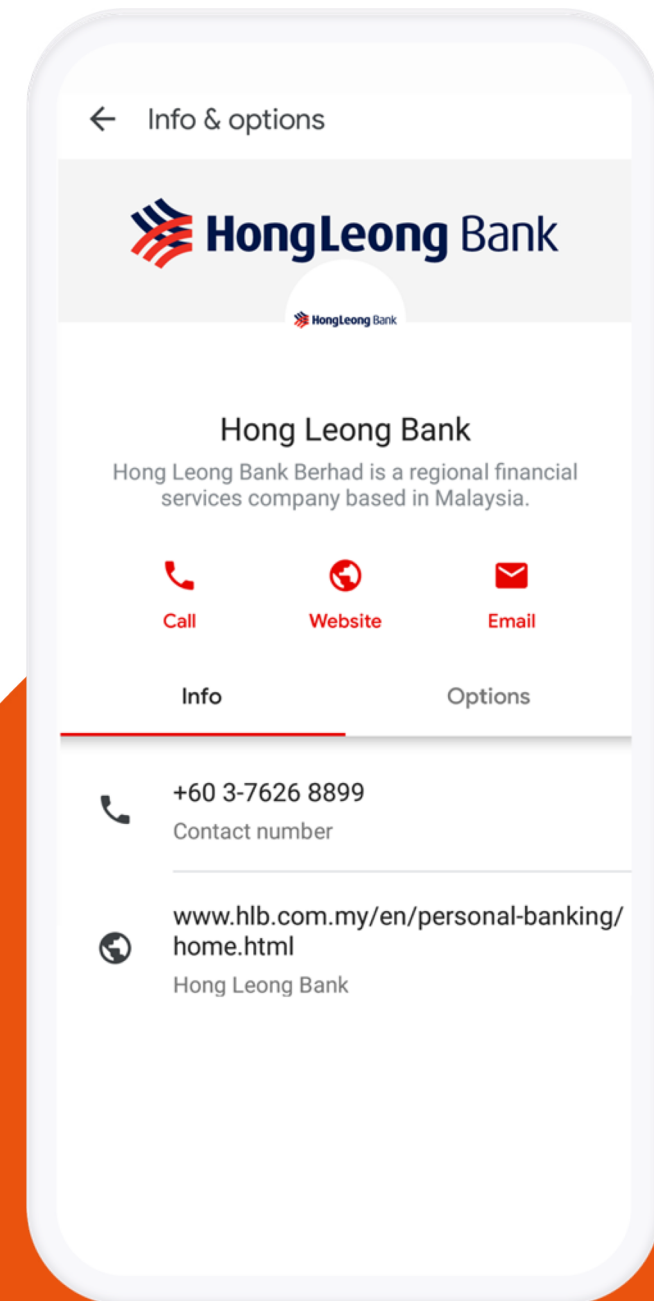 Info & options
HongLeong Bank
HongLeong Bank
Hong Leong Bank
Hong Leong Bank Berhad is a regional financial
services company based in Malaysia.
Call Website Email
Info Options
+60 3-7626 8899
Contact number
www.hlb.com.my/en/personal-banking/
home.html
Hong Leong Bank